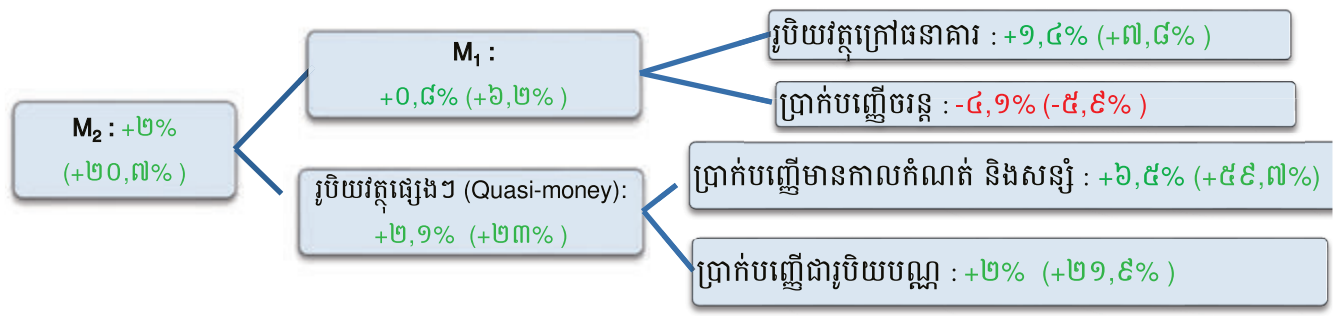 M₂ : +២%
(+២០,៧% )
M₁ :
+០,៨% (+៦,២% )
រូបិយវត្ថុផ្សេងៗ (Quasi-money):
+២,១% (+២៣% )
រូបិយវត្ថុក្រៅធនាគារ : +១,៤% (+៧,៨% )
ប្រាក់បញ្ញើចរន្ត : -៤,១% (-៥,៩% )
ប្រាក់បញ្ញើមានកាលកំណត់ និងសន្សំ : +៦,៥% (+៥៩,៧%)
ប្រាក់បញ្ញើជារូបិយបណ្ណ : +២% (+២១,៩% )